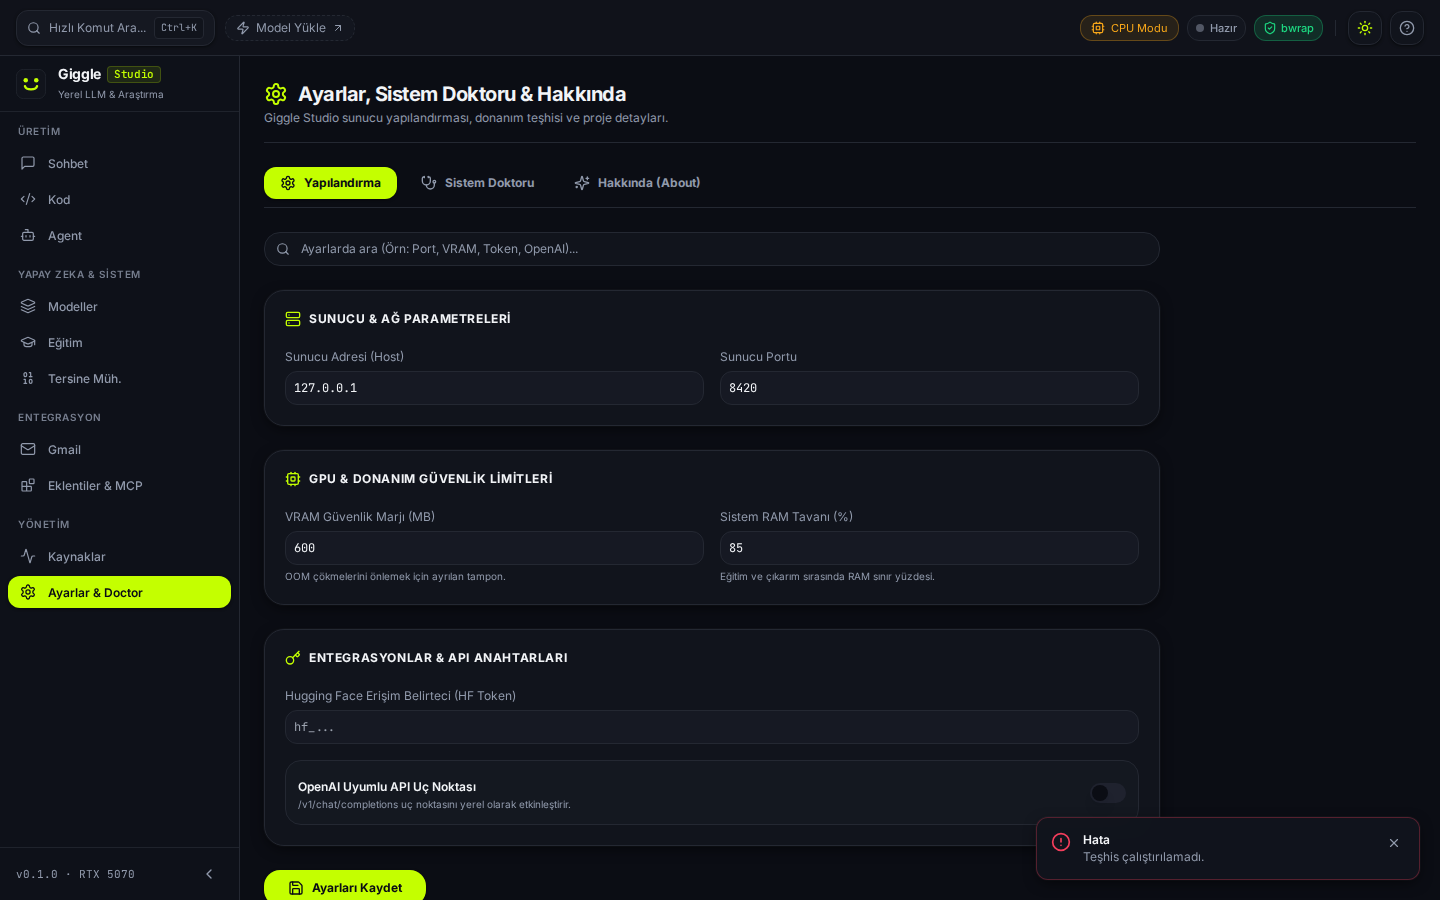 Hızlı Komut Ara... Ctrl+K
Model Yükle
CPU Modu
Hazır
bwrap
Giggle Studio
Yerel LLM & Araştırma
ÜRETİM
Sohbet
Kod
Agent
YAPAY ZEKA & SİSTEM
Modeller
Eğitim
Tersine Müh.
ENTEGRASYON
Gmail
Eklentiler & MCP
YÖNETİM
Kaynaklar
Ayarlar & Doctor
v0.1.0 · RTX 5070
Ayarlar, Sistem Doktoru & Hakkında
Giggle Studio sunucu yapılandırması, donanım teşhisi ve proje detayları.
Yapılandırma
Sistem Doktoru
Hakkında (About)
Ayarlarda ara (Örn: Port, VRAM, Token, OpenAI)...
SUNUCU & AĞ PARAMETRELERİ
Sunucu Adresi (Host)
127.0.0.1
Sunucu Portu
8420
GPU & DONANIM GÜVENLİK LİMİTLERİ
VRAM Güvenlik Marjı (MB)
600
OOM çökmelerini önlemek için ayrılan tampon.
Sistem RAM Tavanı (%)
85
Eğitim ve çıkarım sırasında RAM sınır yüzdesi.
ENTEGRASYONLAR & API ANAHTARLARI
Hugging Face Erişim Belirteci (HF Token)
hf_...
OpenAI Uyumlu API Uç Noktası
/v1/chat/completions uç noktasını yerel olarak etkinleştirir.
Ayarları Kaydet
Hata
Teşhis çalıştırılamadı.